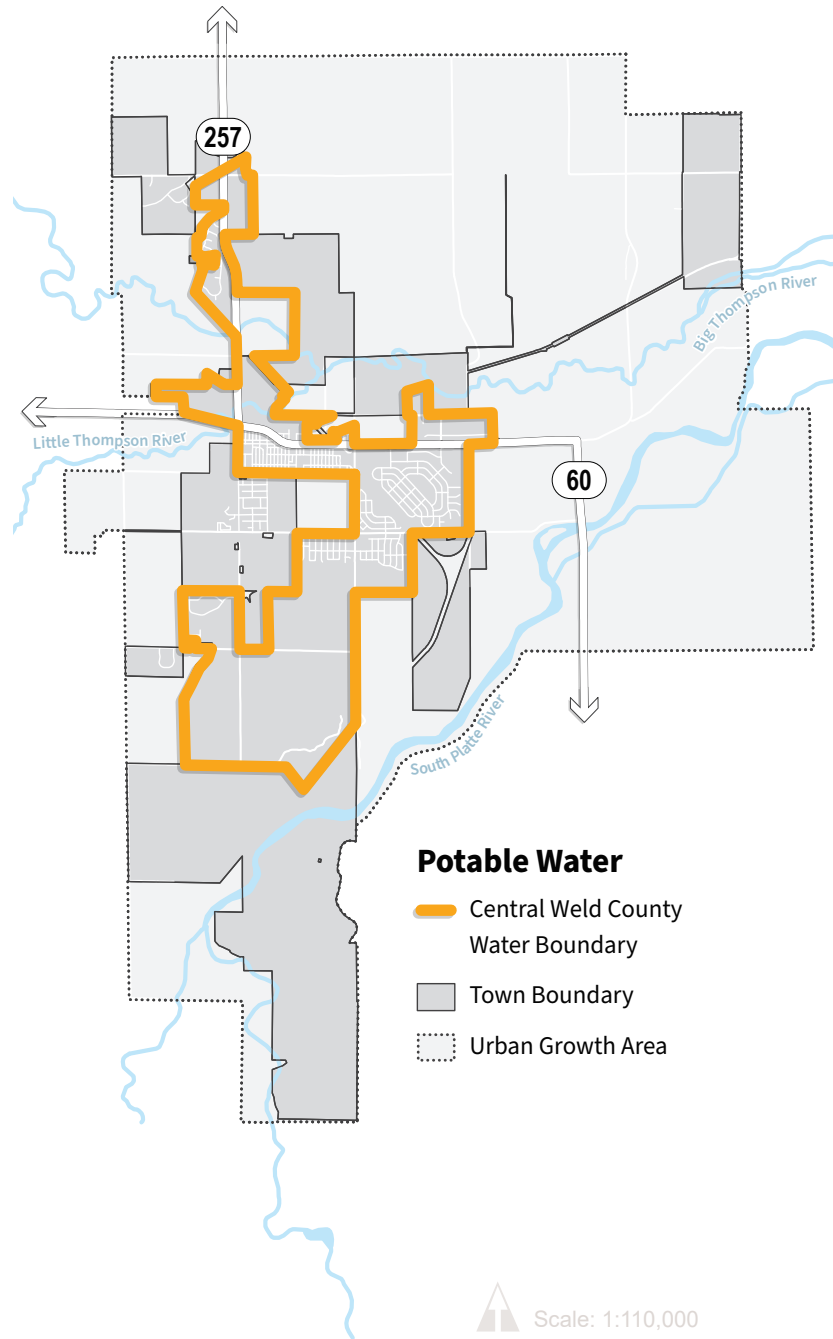 257
Big Thompson River
Little Thompson River
60
South Platte River
Potable Water
Central Weld County
Water Boundary
Town Boundary
Urban Growth Area
Scale: 1:110,000